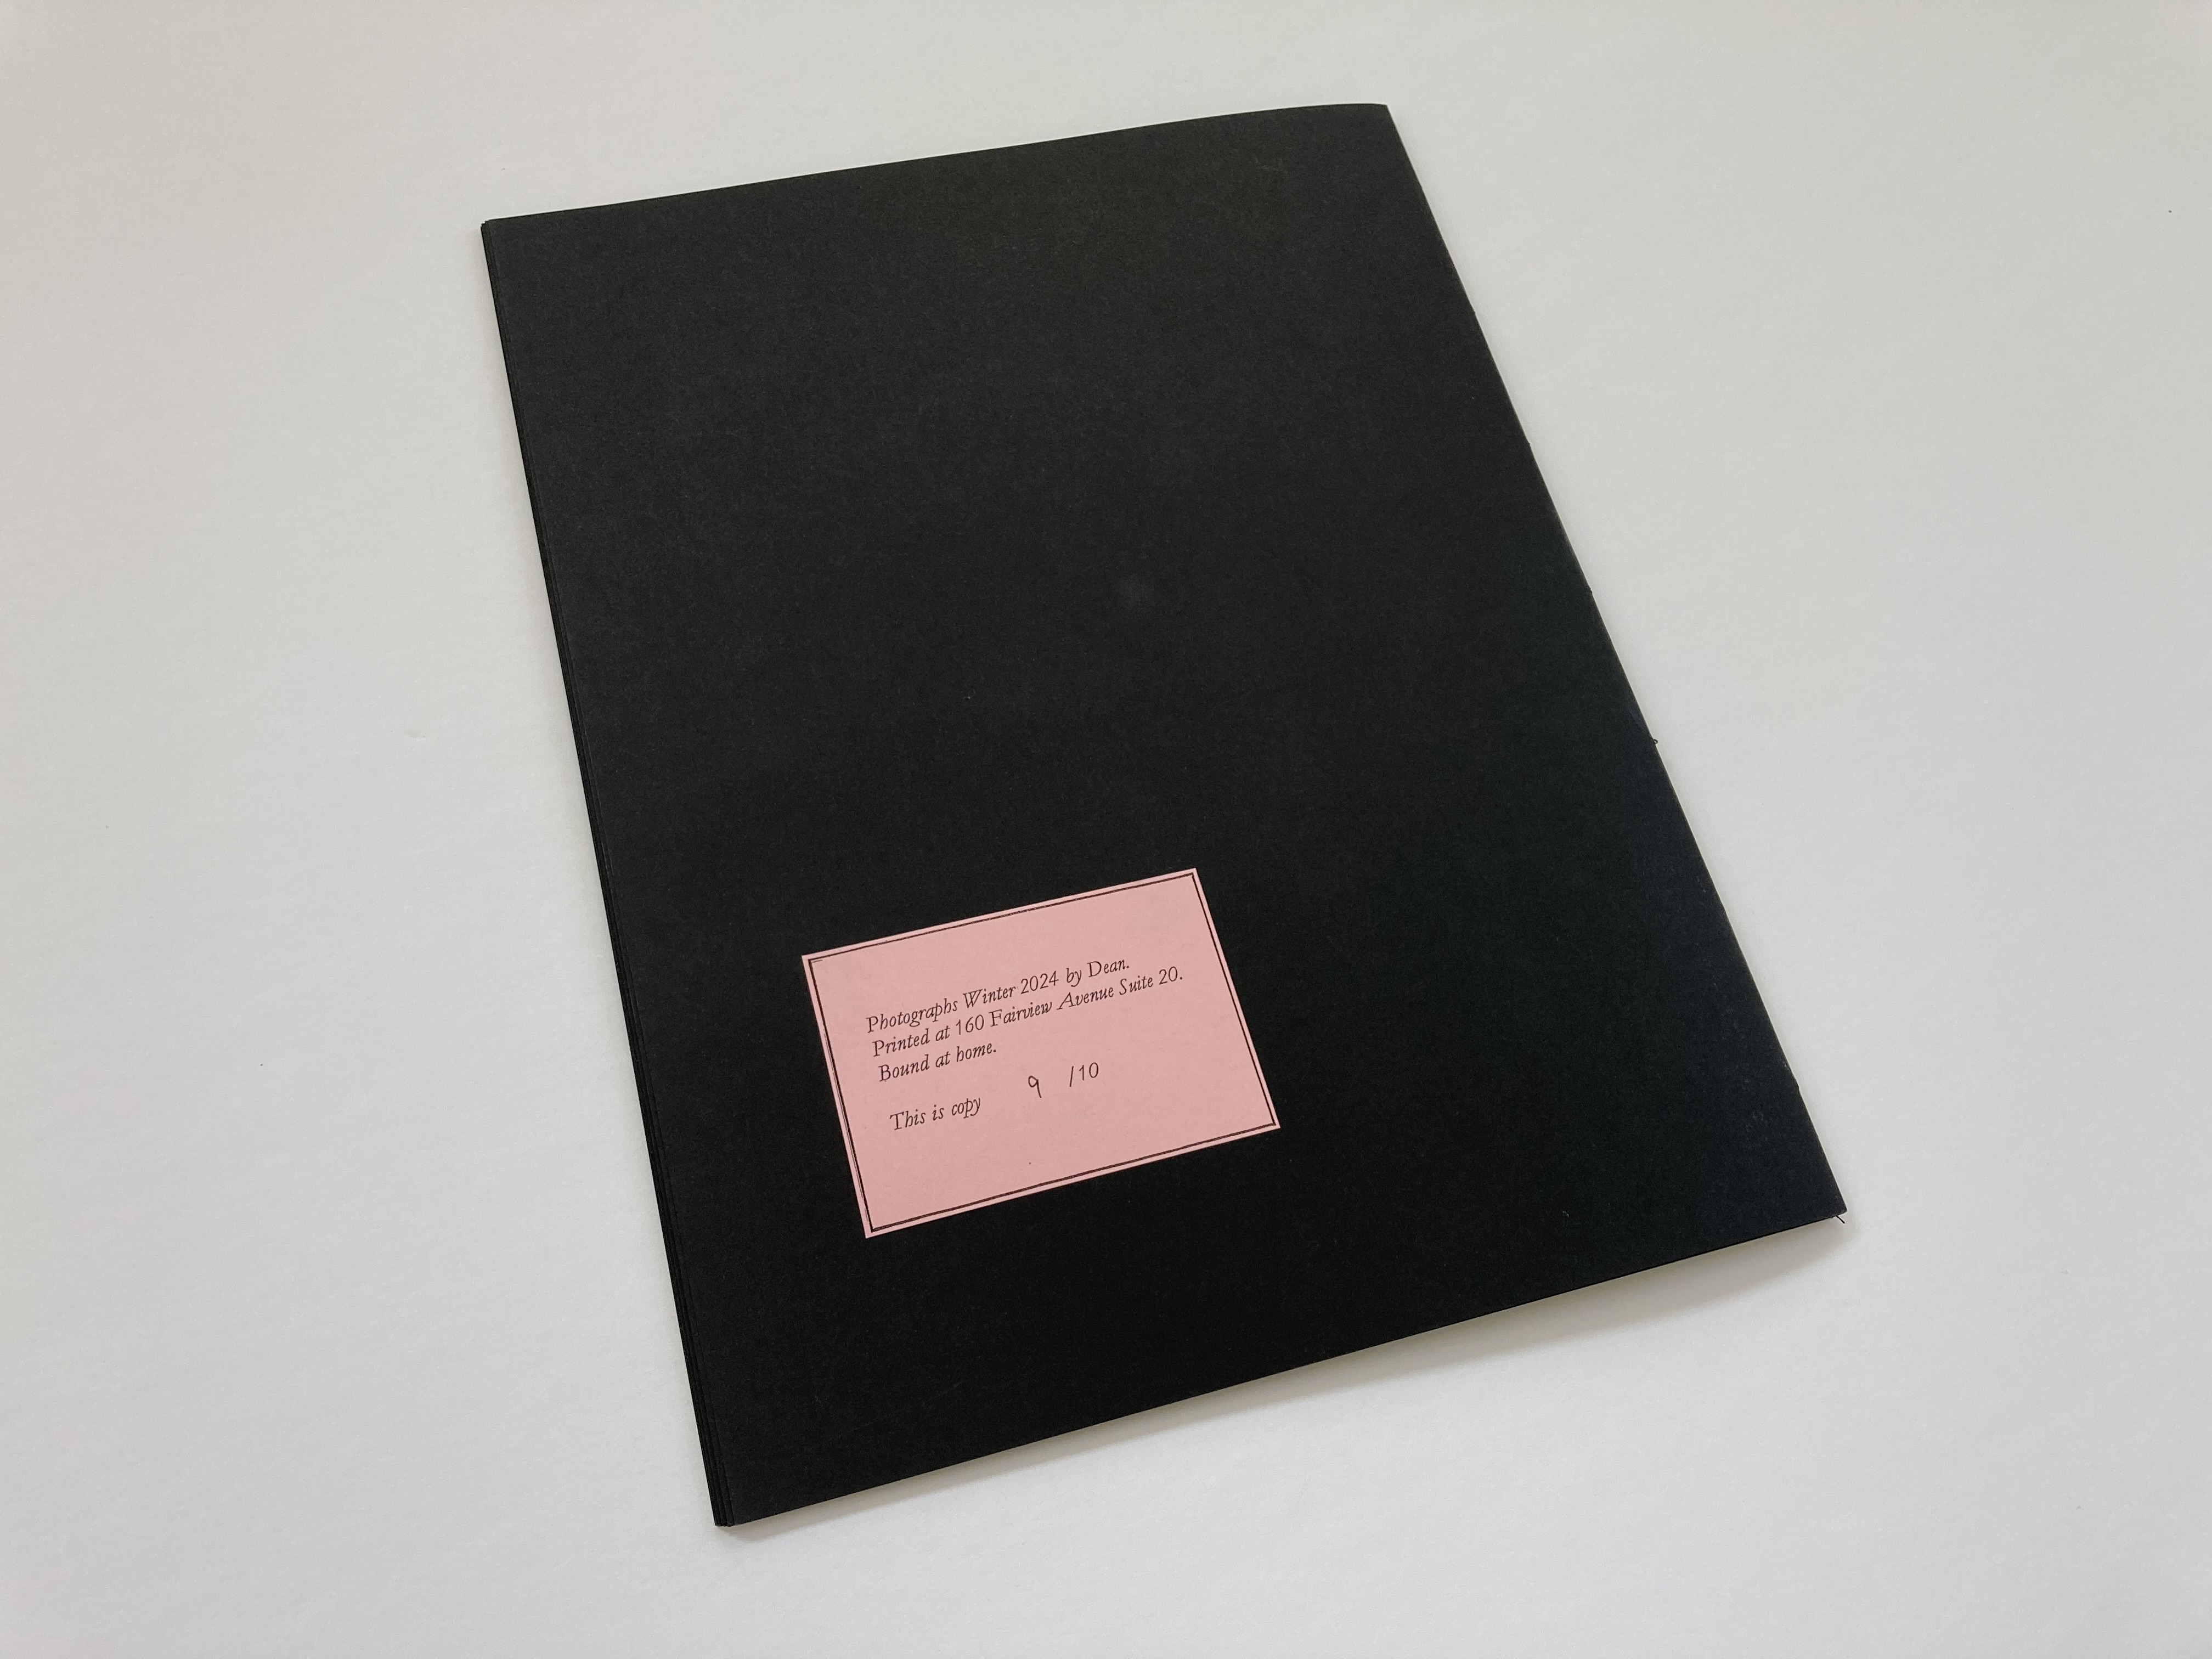 Photographs Winter 2024 by Dean.
Printed at 160 Fairview Avenue Suite 20.
Bound at home.
This is copy 9 /10